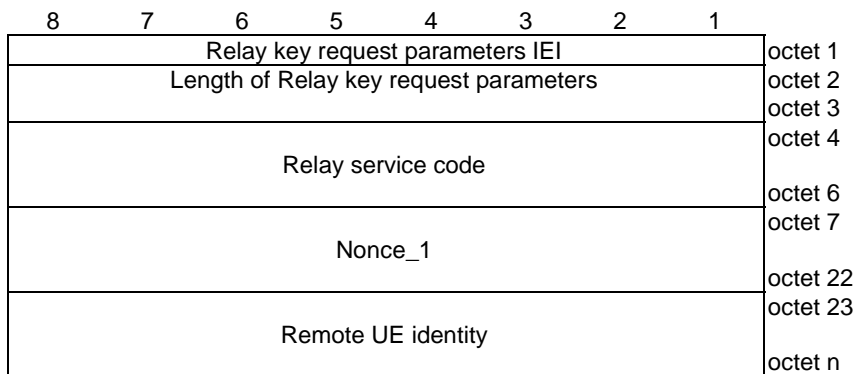 8 7 6 5 4 3 2 1
Relay key request parameters IEI octet 1
Length of Relay key request parameters octet 2
octet 3
octet 4
Relay service code
octet 6
octet 7
Nonce_1
octet 22
octet 23
Remote UE identity
octet n